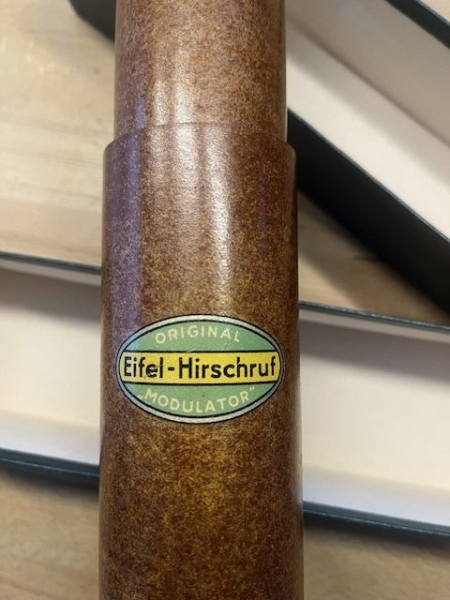 ORIGINAL
Eifel-Hirschruf
„MODULATOR“